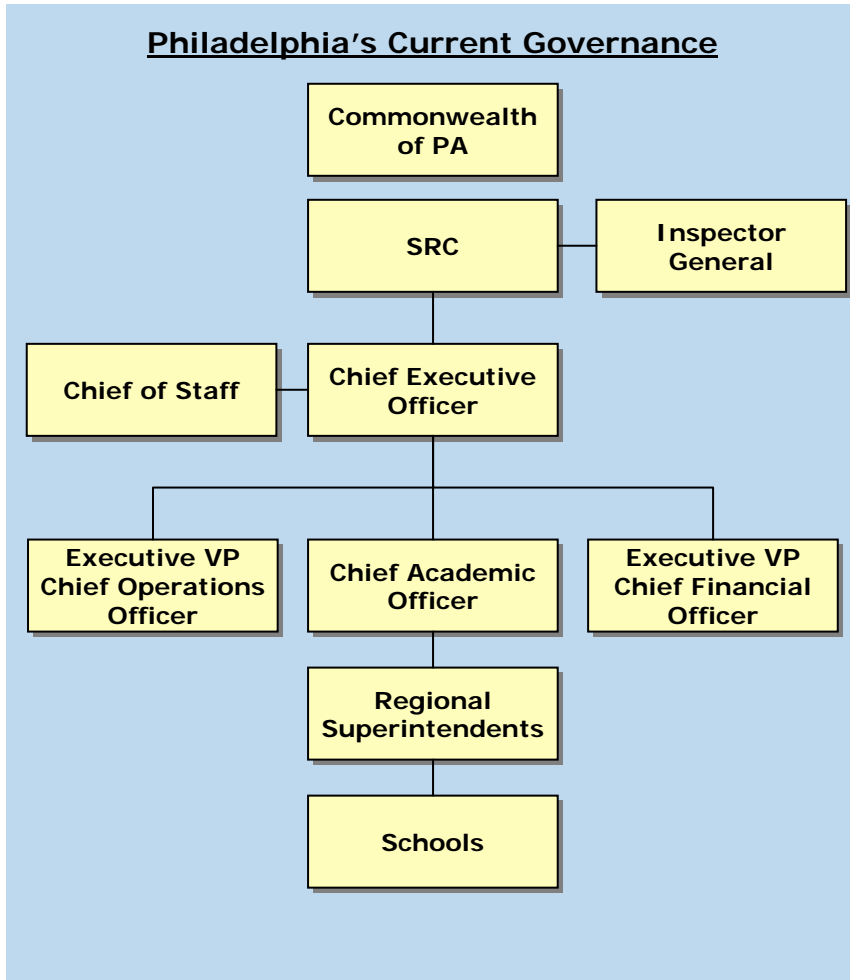 Philadelphia's Current Governance
Commonwealth
of PA
SRC
Inspector
General
Chief of Staff
Chief Executive
Officer
Executive VP
Chief Operations
Officer
Chief Academic
Officer
Executive VP
Chief Financial
Officer
Regional
Superintendents
Schools